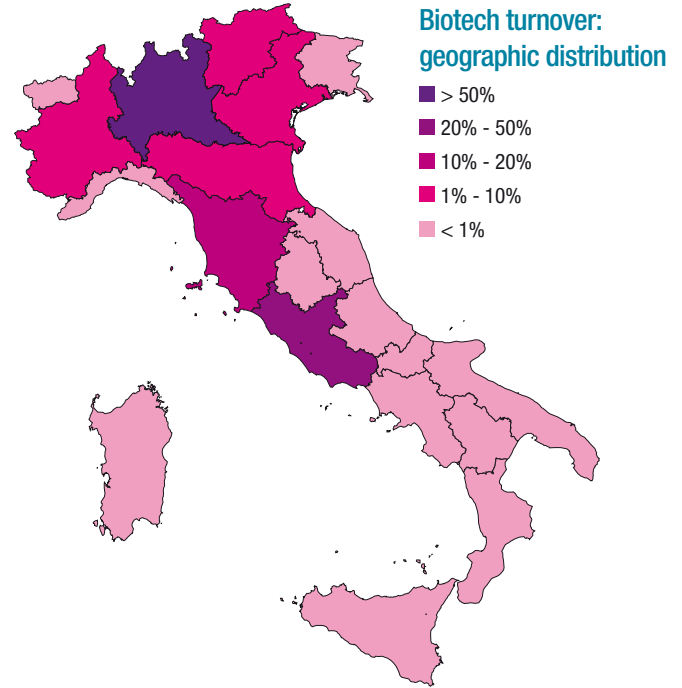 Biotech turnover:
geographic distribution
> 50%
20% - 50%
10% - 20%
1% - 10%
< 1%